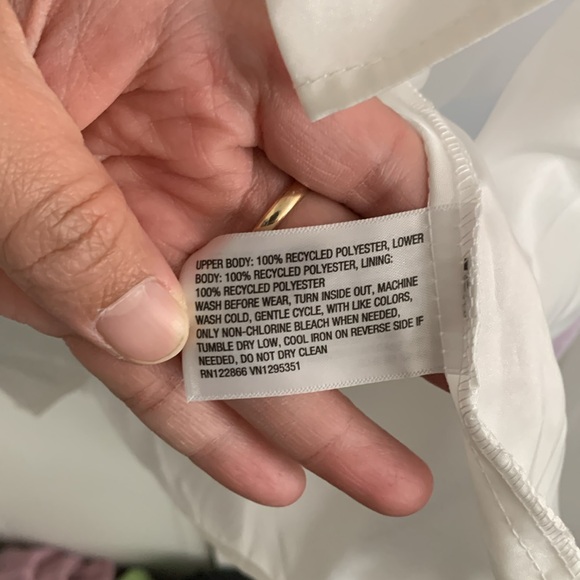 UPPER BODY: 100% RECYCLED POLYESTER, LOWER
BODY: 100% RECYCLED POLYESTER, LINING:
100% RECYCLED POLYESTER
WASH BEFORE WEAR, TURN INSIDE OUT, MACHINE
WASH COLD, GENTLE CYCLE, WITH LIKE COLORS,
ONLY NON-CHLORINE BLEACH WHEN NEEDED,
TUMBLE DRY LOW, COOL IRON ON REVERSE SIDE IF
NEEDED, DO NOT DRY CLEAN
RN122866 VN1295351